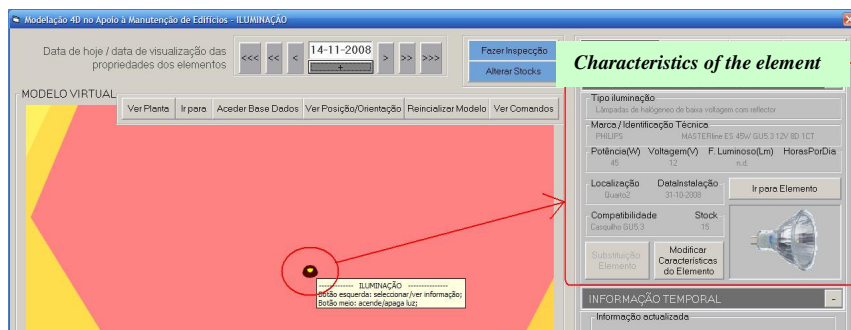 Modelação 4D no Apoio à Manutenção de Edifícios - ILUMINAÇÃO
Data de hoje / data de visualização das
propriedades dos elementos
<<< << < 14-11-2008 > >> >>>
+
Fazer Inspecção
Alterar Stocks
Characteristics of the element
MODELO VIRTUAL
Ver Planta Ir para Aceder Base Dados Ver Posição/Orientação Reinicializar Modelo Ver Comandos
------------- ILUMINAÇÃO -------------
Botão esquerda: seleccionar/ver informação;
Botão meio: acende/apaga luz;
Tipo iluminação
Lâmpadas de halógeneo de baixa voltagem com reflector
Marca / Identificação Técnica
PHILIPS MASTERline ES 45W GU5.3 12V 8D 1CT
Potência(W) Voltagem(V) F. Luminoso(Lm) HorasPorDia
45 12 n.d.
Localização DataInstalação
Quarto2 31-10-2008
Ir para Elemento
Compatibilidade Stock
Casquilho GU5.3 15
Substituição
Elemento
Modificar
Características
do Elemento
INFORMAÇÃO TEMPORAL -
Informação actualizada